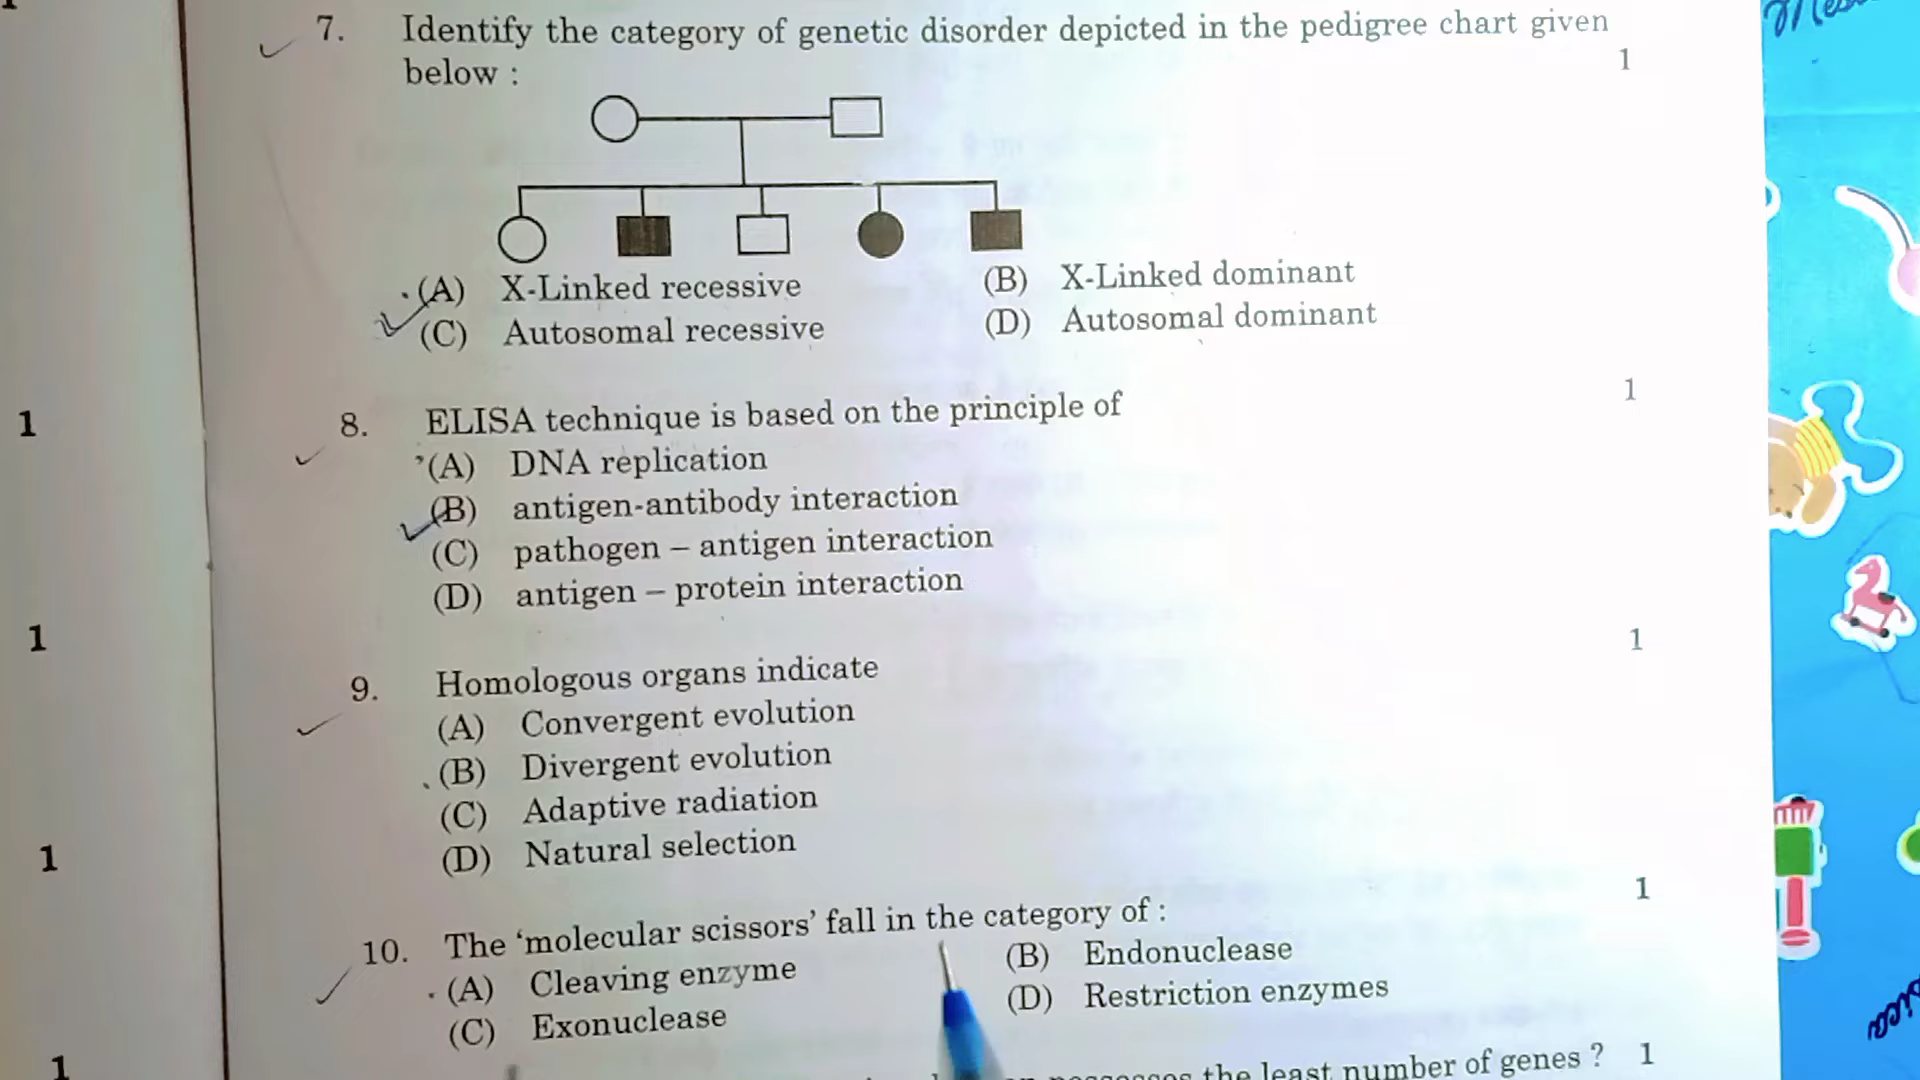 7. Identify the category of genetic disorder depicted in the pedigree chart given
below : 1
(A) X-Linked recessive (B) X-Linked dominant
(C) Autosomal recessive (D) Autosomal dominant
1
8. ELISA technique is based on the principle of 1
(A) DNA replication
(B) antigen-antibody interaction
(C) pathogen – antigen interaction
(D) antigen – protein interaction
1
9. Homologous organs indicate 1
(A) Convergent evolution
(B) Divergent evolution
(C) Adaptive radiation
(D) Natural selection
1
10. The ‘molecular scissors’ fall in the category of : 1
(A) Cleaving enzyme (B) Endonuclease
(C) Exonuclease (D) Restriction enzymes
1
the least number of genes ? 1